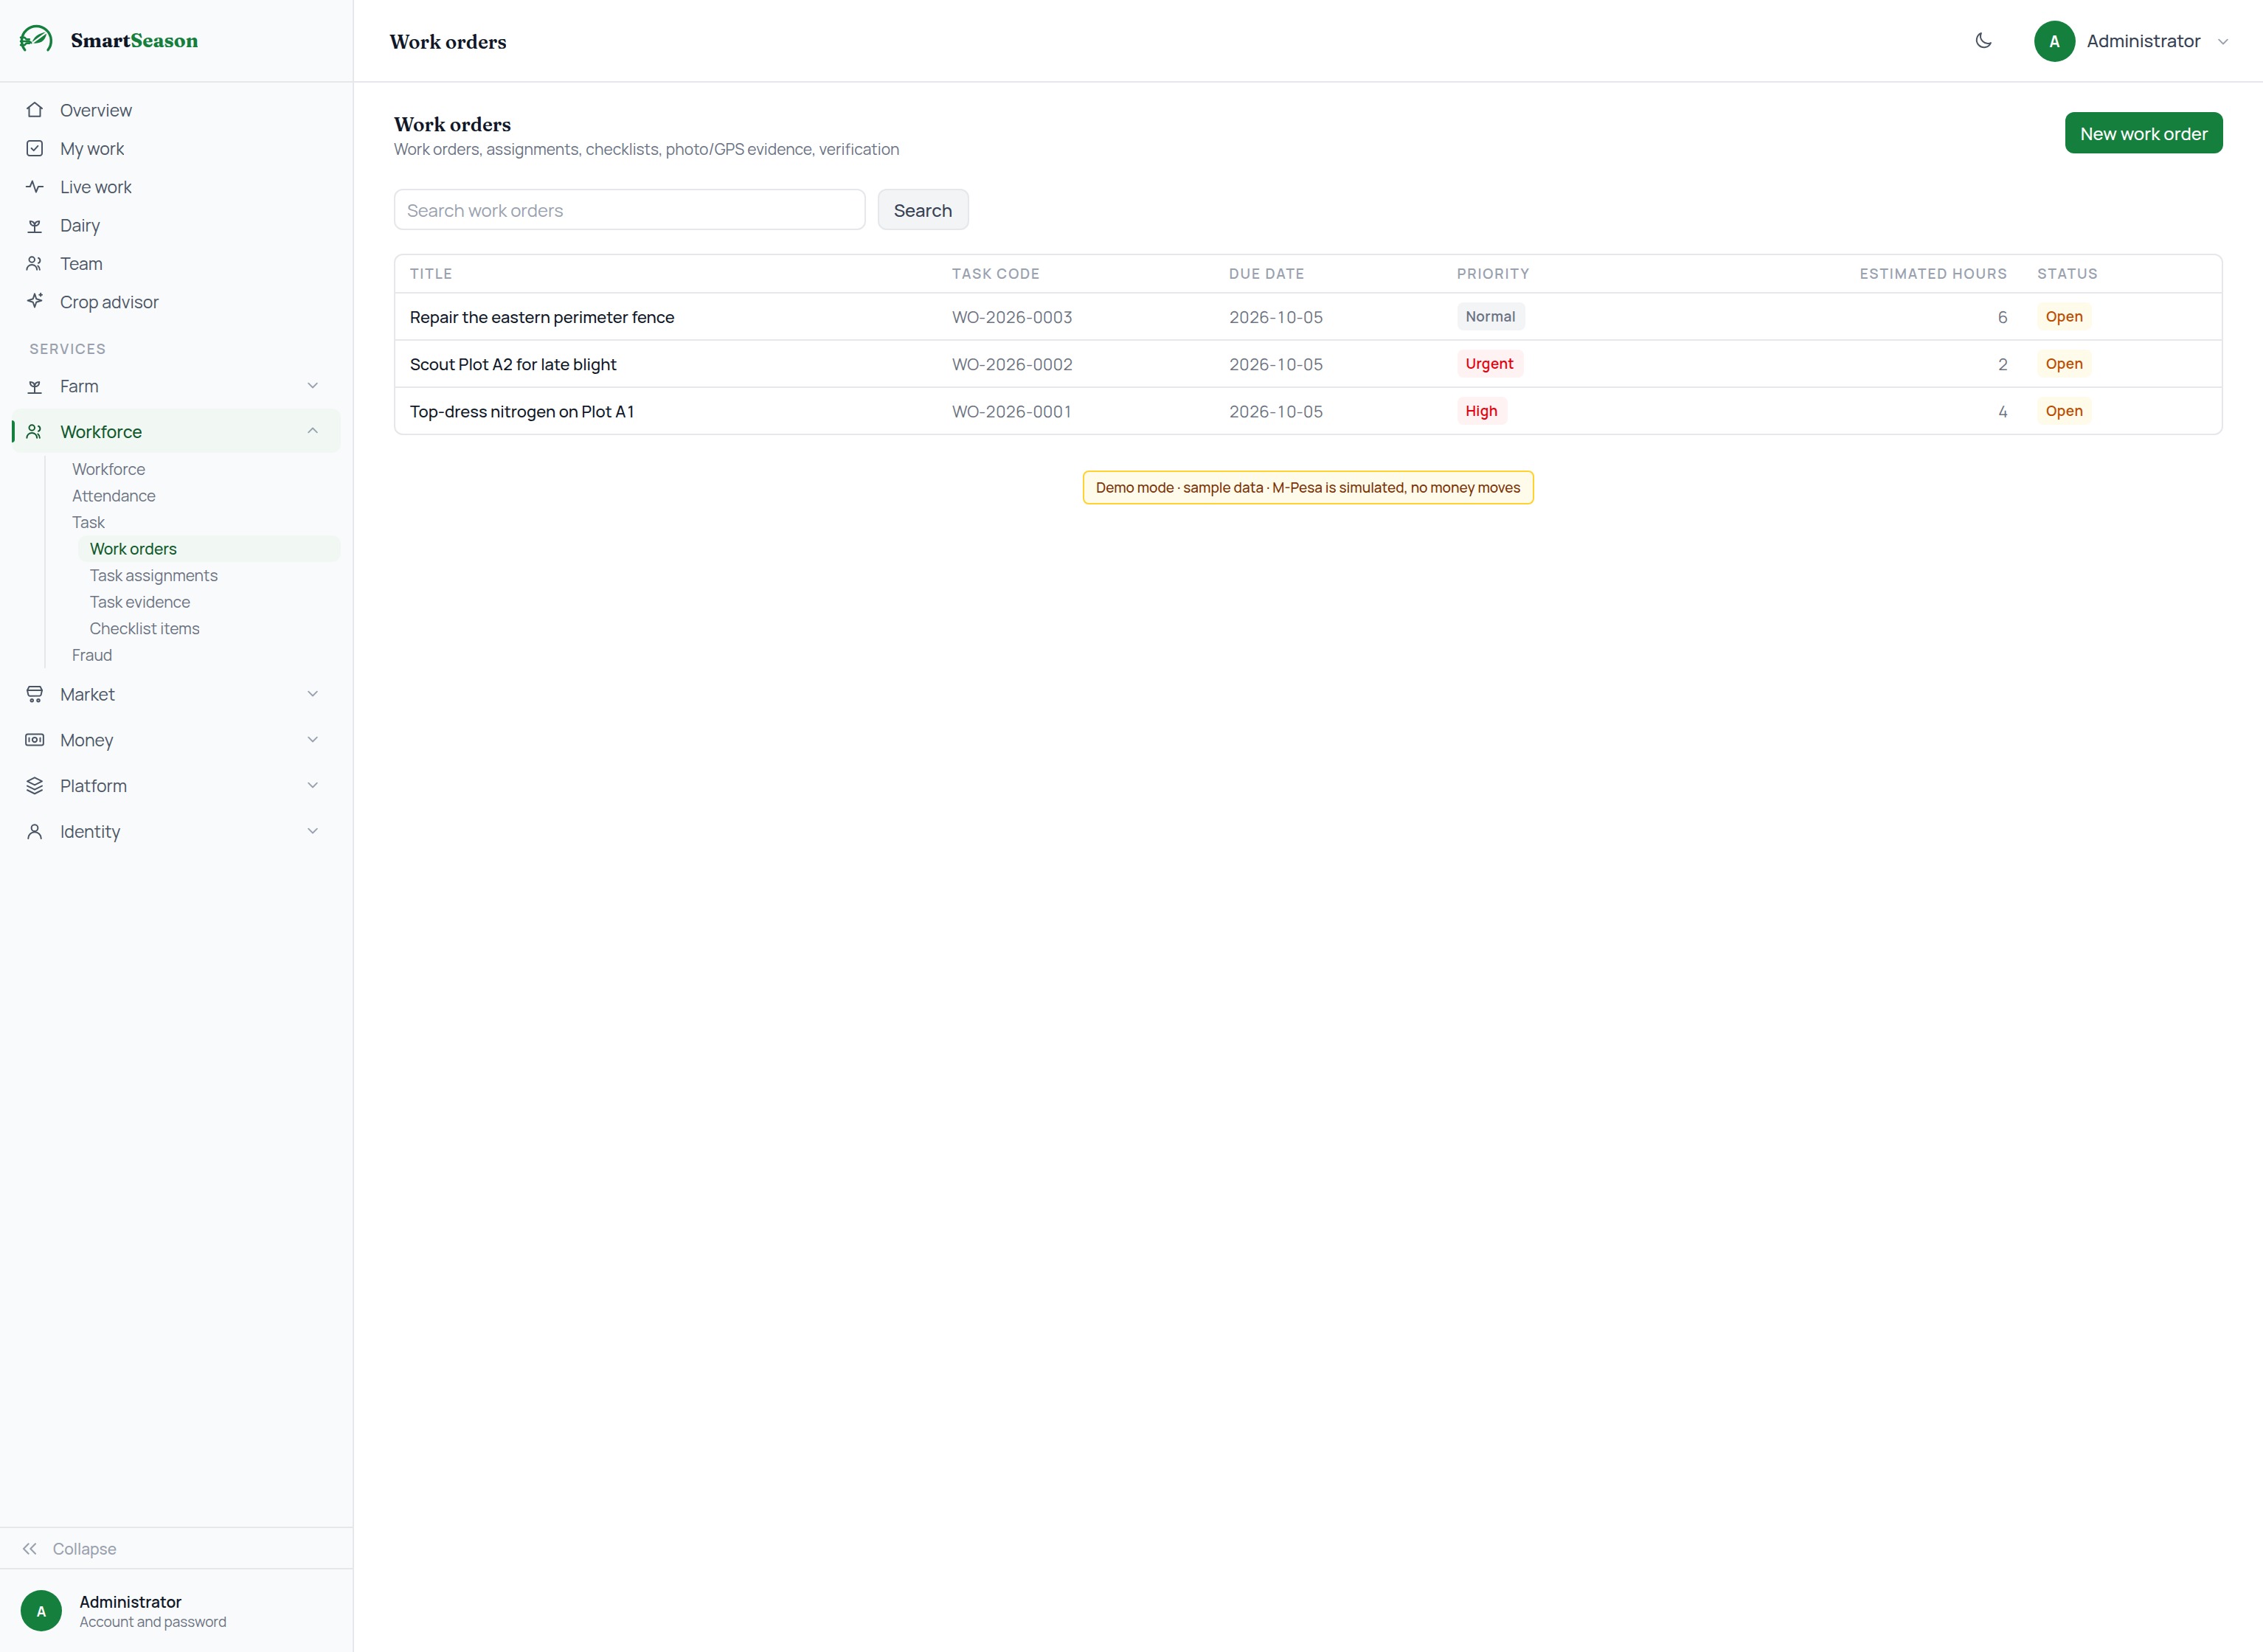 SmartSeason
Work orders
A
Administrator
Overview
My work
Live work
Dairy
Team
Crop advisor
SERVICES
Farm
Workforce
Workforce
Attendance
Task
Work orders
Task assignments
Task evidence
Checklist items
Fraud
Market
Money
Platform
Identity
Collapse
A
Administrator
Account and password
Work orders
Work orders, assignments, checklists, photo/GPS evidence, verification
New work order
Search work orders
Search
TITLE TASK CODE DUE DATE PRIORITY ESTIMATED HOURS STATUS
Repair the eastern perimeter fence WO-2026-0003 2026-10-05 Normal 6 Open
Scout Plot A2 for late blight WO-2026-0002 2026-10-05 Urgent 2 Open
Top-dress nitrogen on Plot A1 WO-2026-0001 2026-10-05 High 4 Open
Demo mode · sample data · M-Pesa is simulated, no money moves